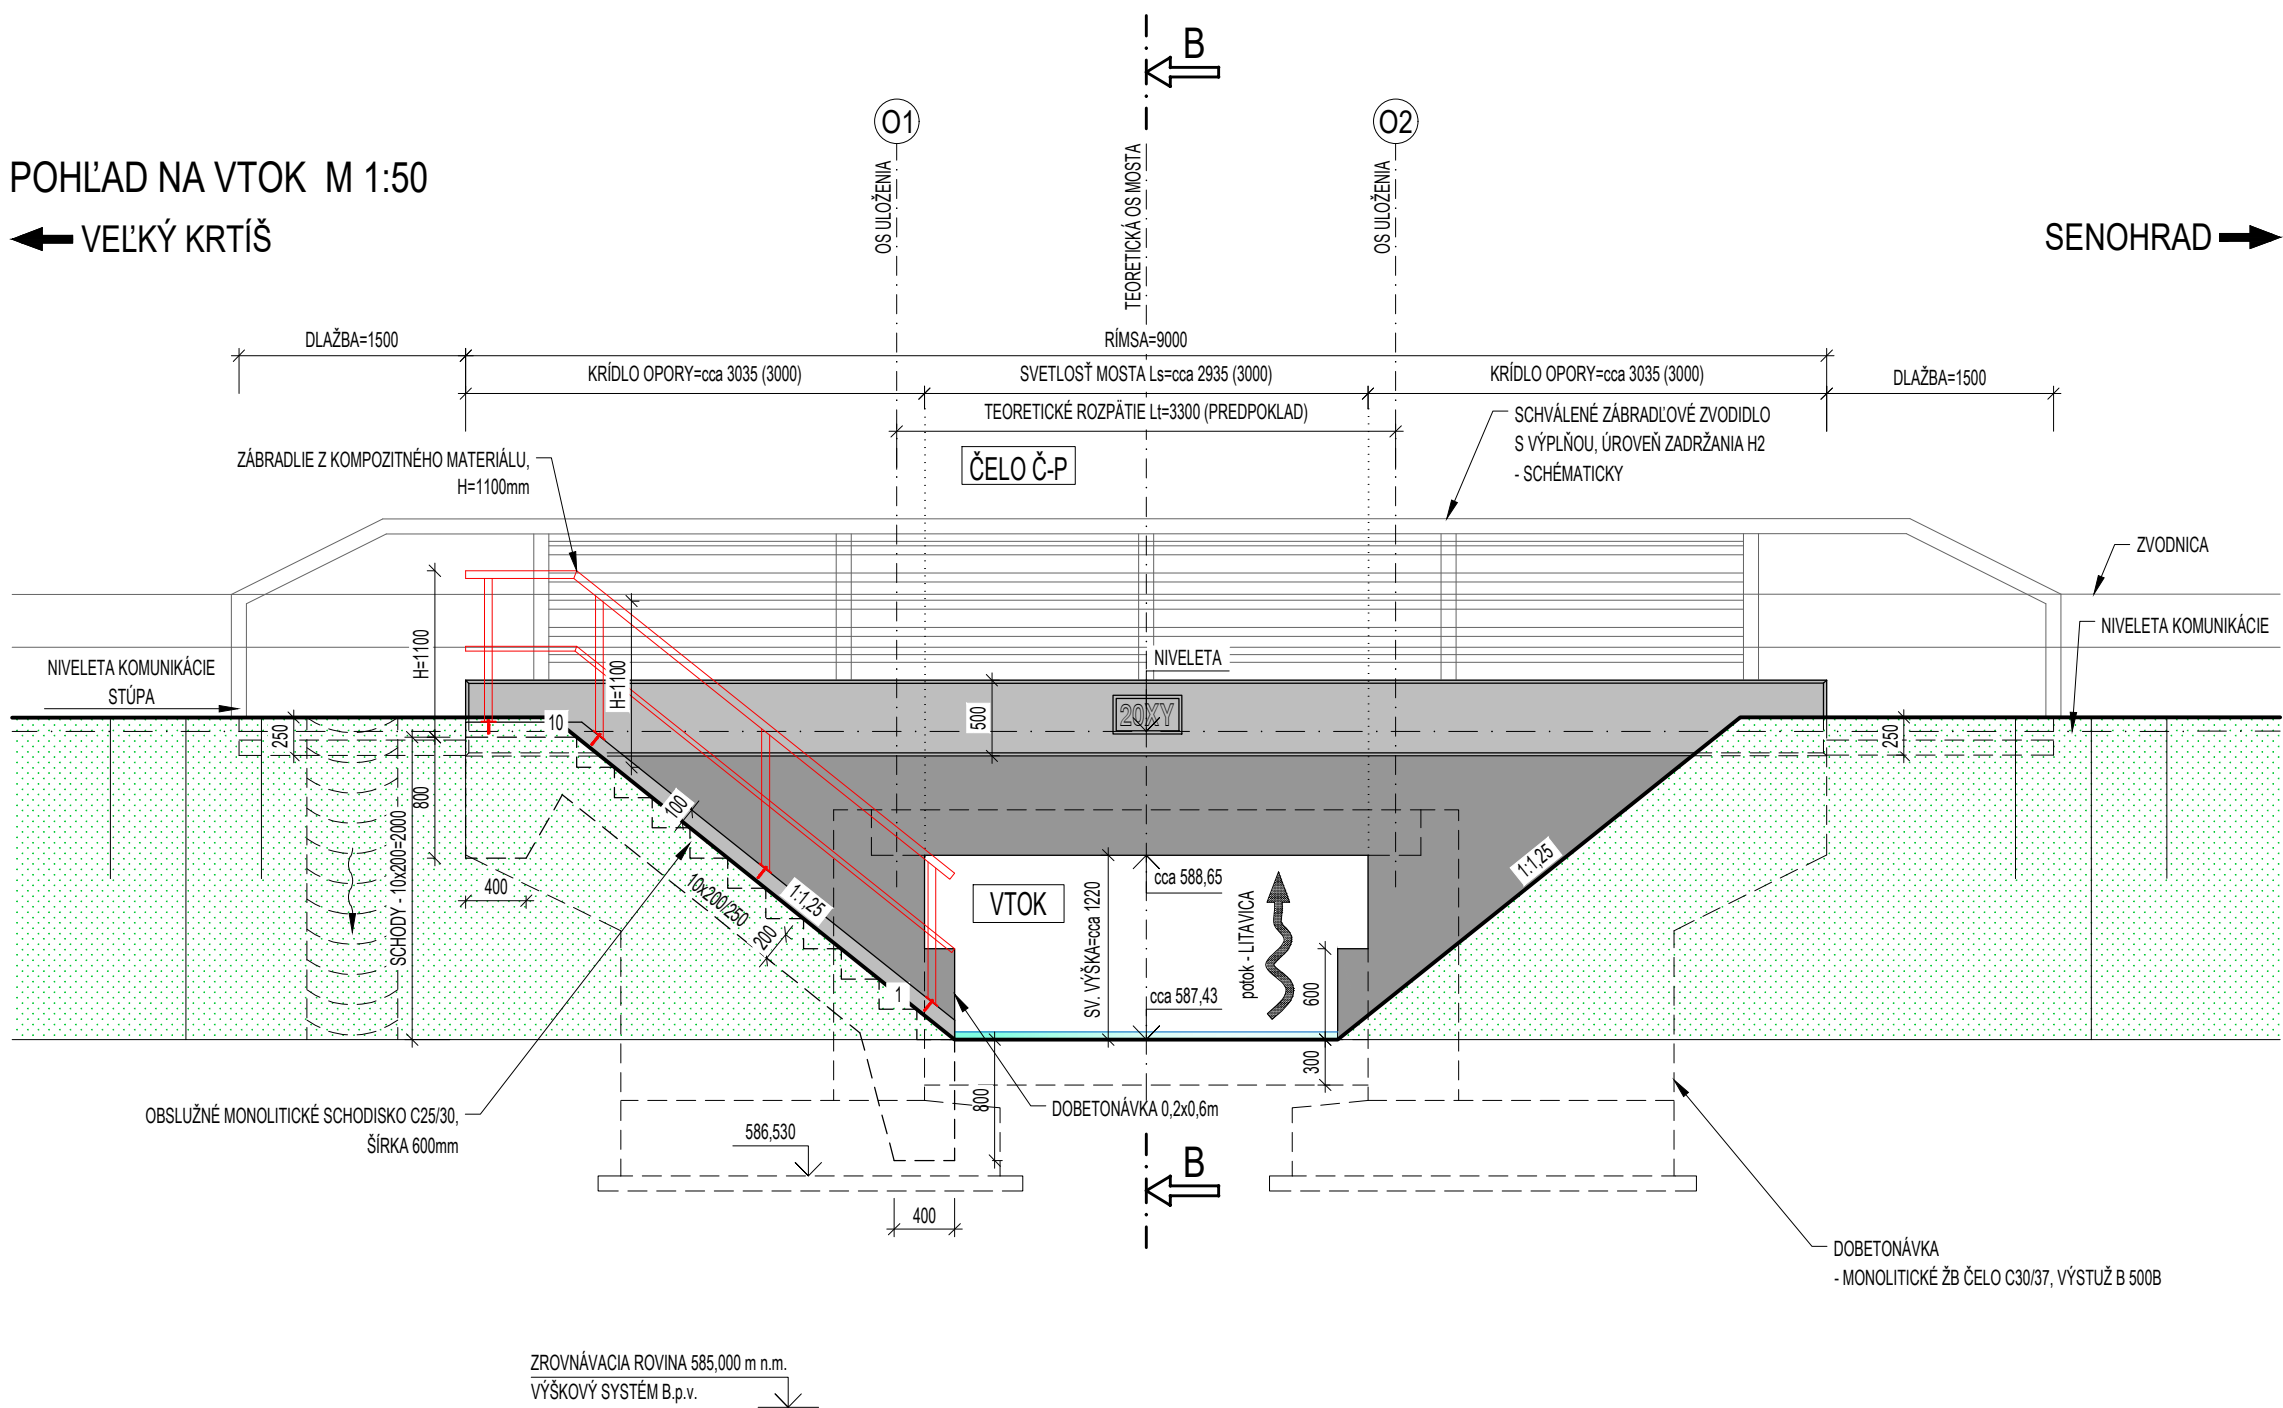 B
O1
O2
POHĽAD NA VTOK M 1:50
VEĽKÝ KRTÍŠ
SENOHRAD
OS ULOŽENIA
TEORETICKÁ OS MOSTA
OS ULOŽENIA
DLAŽBA=1500
RÍMSA=9000
KRÍDLO OPORY=cca 3035 (3000)
SVETLOSŤ MOSTA Ls=cca 2935 (3000)
KRÍDLO OPORY=cca 3035 (3000)
DLAŽBA=1500
TEORETICKÉ ROZPÄTIE Lt=3300 (PREDPOKLAD)
SCHVÁLENÉ ZÁBRADĽOVÉ ZVODIDLO
S VÝPLŇOU, ÚROVEŇ ZADRŽANIA H2
- SCHÉMATICKY
ZÁBRADLIE Z KOMPOZITNÉHO MATERIÁLU,
H=1100mm
ČELO Č-P
ZVODNICA
NIVELETA KOMUNIKÁCIE
NIVELETA KOMUNIKÁCIE
STÚPA
H=1100
H=1100
NIVELETA
20XY
500
10
250
250
800
SCHODY - 10x200=2000
400
100
10x200/250
1:1,25
200
1
1:1,25
VTOK
SV. VÝŠKA=cca 1220
cca 588,65
cca 587,43
potok - LITAVICA
600
300
800
OBSLUŽNÉ MONOLITICKÉ SCHODISKO C25/30,
ŠÍRKA 600mm
DOBETONÁVKA 0,2x0,6m
586,530
B
400
DOBETONÁVKA
- MONOLITICKÉ ŽB ČELO C30/37, VÝSTUŽ B 500B
ZROVNÁVACIA ROVINA 585,000 m n.m.
VÝŠKOVÝ SYSTÉM B.p.v.